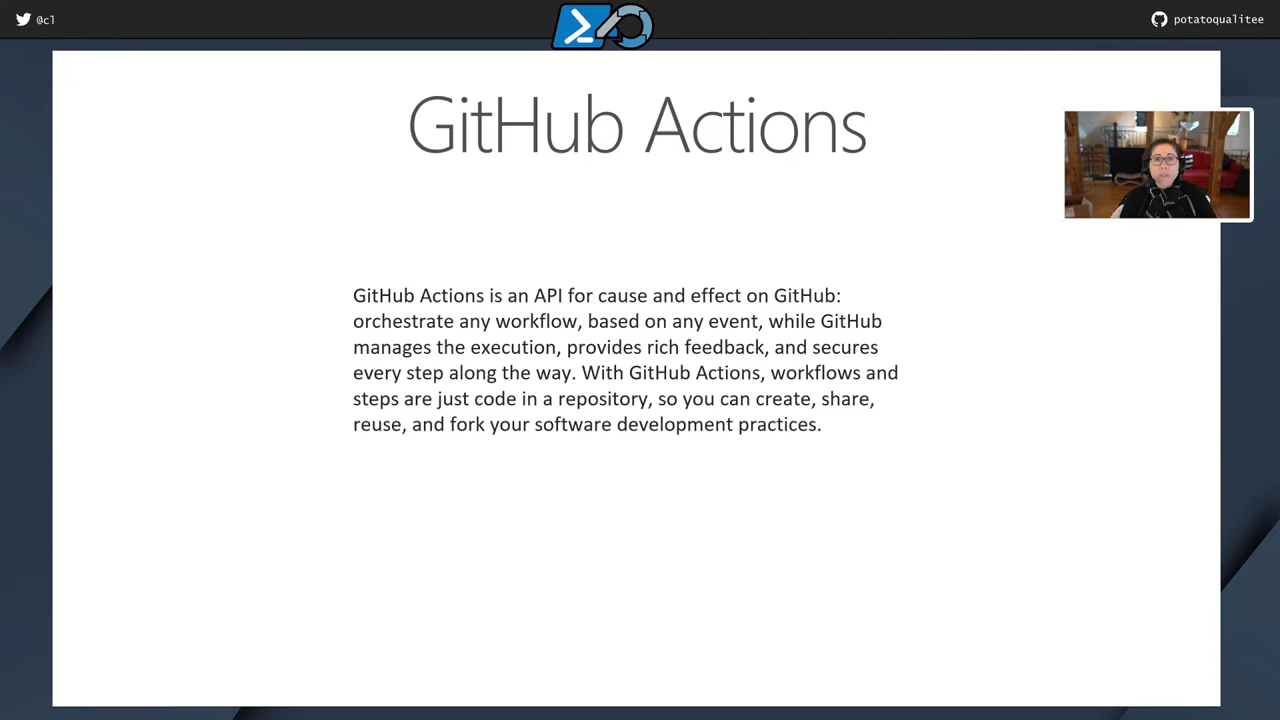 @cl
potatoqualitee
GitHub Actions
GitHub Actions is an API for cause and effect on GitHub:
orchestrate any workflow, based on any event, while GitHub
manages the execution, provides rich feedback, and secures
every step along the way. With GitHub Actions, workflows and
steps are just code in a repository, so you can create, share,
reuse, and fork your software development practices.